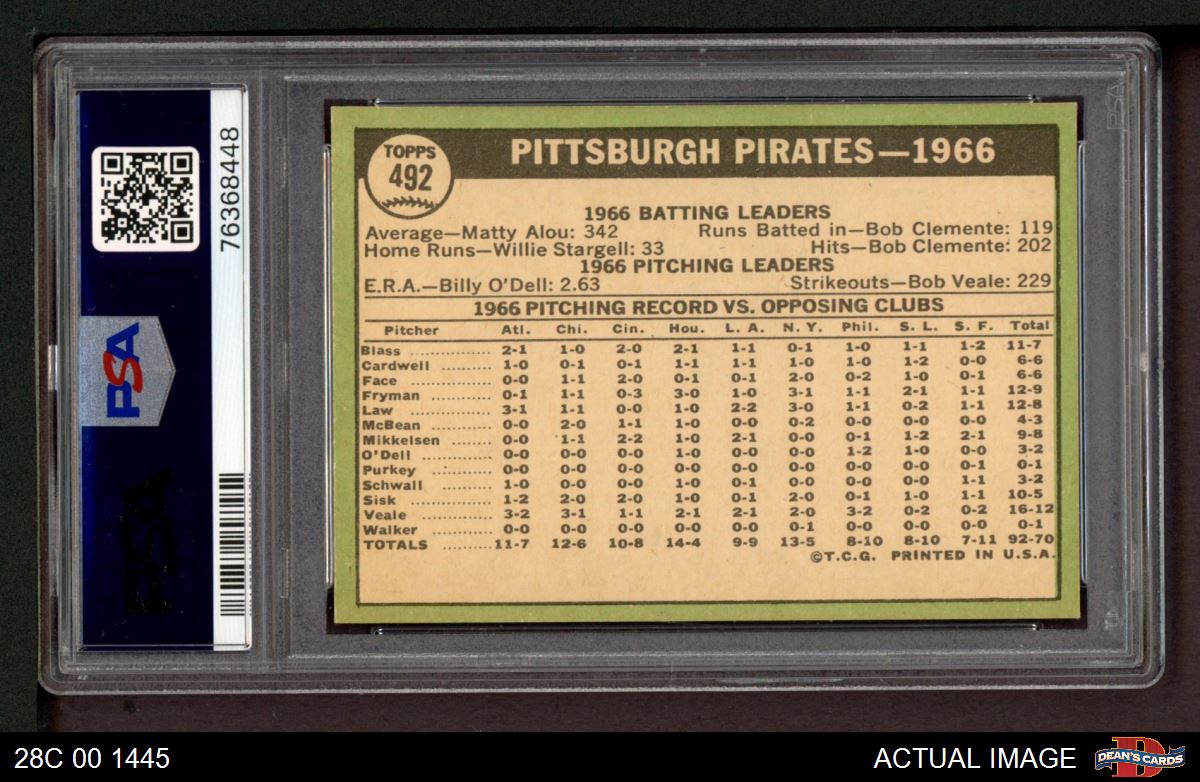 PSA
76368448
PSA
TOPPS
492
PITTSBURGH PIRATES—1966
1966 BATTING LEADERS
Average—Matty Alou: 342 Runs Batted in—Bob Clemente: 119
Home Runs—Willie Stargell: 33 Hits—Bob Clemente: 202
1966 PITCHING LEADERS
E.R.A.—Billy O'Dell: 2.63 Strikeouts—Bob Veale: 229
1966 PITCHING RECORD VS. OPPOSING CLUBS
Pitcher Atl. Chi. Cin. Hou. L. A. N. Y. Phil. S. L. S. F. Total
Blass 2-1 1-0 2-0 2-1 1-1 0-1 1-0 1-1 1-2 11-7
Cardwell 1-0 0-1 0-1 1-1 1-1 1-0 1-0 1-2 0-0 6-6
Face 0-0 1-1 2-0 0-1 0-1 2-0 0-2 1-0 0-1 6-6
Fryman 0-1 1-1 0-3 3-0 1-0 3-1 1-1 2-1 1-1 12-9
Law 3-1 1-1 0-0 1-0 2-2 3-0 1-1 0-2 1-1 12-8
McBean 0-0 2-0 1-1 1-0 0-0 0-2 0-0 0-0 0-0 4-3
Mikkelsen 0-0 1-1 2-2 1-0 2-1 0-0 0-1 1-2 2-1 9-8
O'Dell 0-0 0-0 0-0 1-0 0-0 0-0 1-2 1-0 0-0 3-2
Purkey 0-0 0-0 0-0 0-0 0-0 0-0 0-0 0-0 0-1 0-1
Schwall 1-0 0-0 0-0 1-0 0-1 0-0 0-0 0-0 1-1 3-2
Sisk 1-2 2-0 2-0 1-0 0-1 2-0 0-1 1-0 1-1 10-5
Veale 3-2 3-1 1-1 2-1 2-1 2-0 3-2 0-2 0-2 16-12
Walker 0-0 0-0 0-0 0-0 0-0 0-1 0-0 0-0 0-0 0-1
TOTALS 11-7 12-6 10-8 14-4 9-9 13-5 8-10 8-10 7-11 92-70
©T.C.G. PRINTED IN U.S.A.
28C 00 1445
ACTUAL IMAGE
DEAN'S CARDS